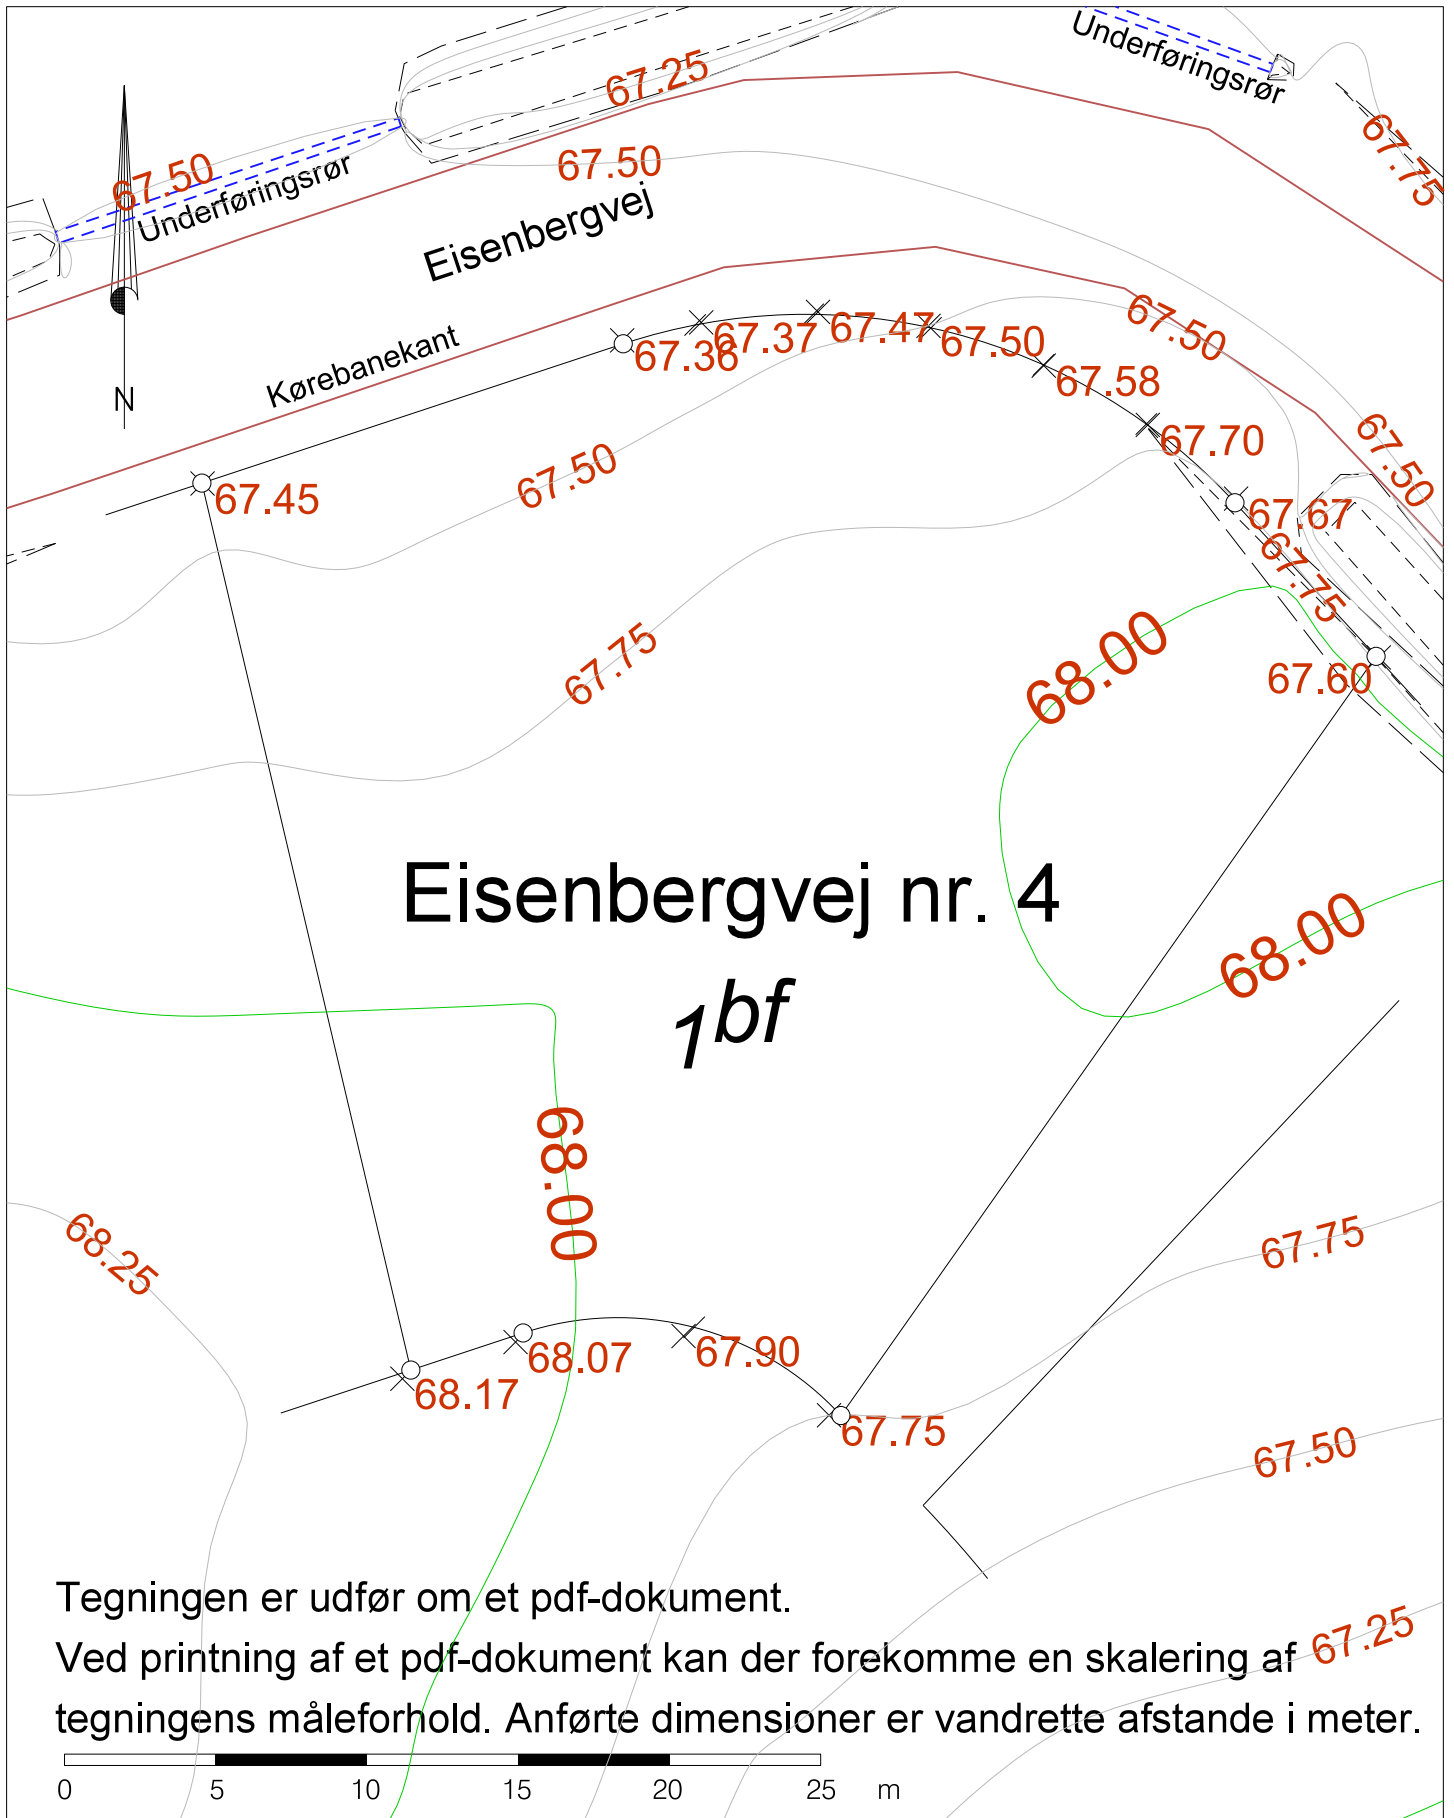 Underføringsrør
67.25
67.75
67.50
67.50
Underføringsrør
Eisenbergvej
67.50
67.37
67.47
67.50
67.36
Kørebanekant
67.58
N
67.50
67.70
67.50
67.45
67.67
67.75
67.75
68.00
67.60
Eisenbergvej nr. 4
68.00
1bf
68.00
68.25
67.75
68.07
67.90
68.17
67.75
67.50
Tegningen er udfør om et pdf-dokument.
67.25
Ved printning af et pdf-dokument kan der forekomme en skalering af
tegningens måleforhold. Anførte dimensioner er vandrette afstande i meter.
0 5 10 15 20 25 m